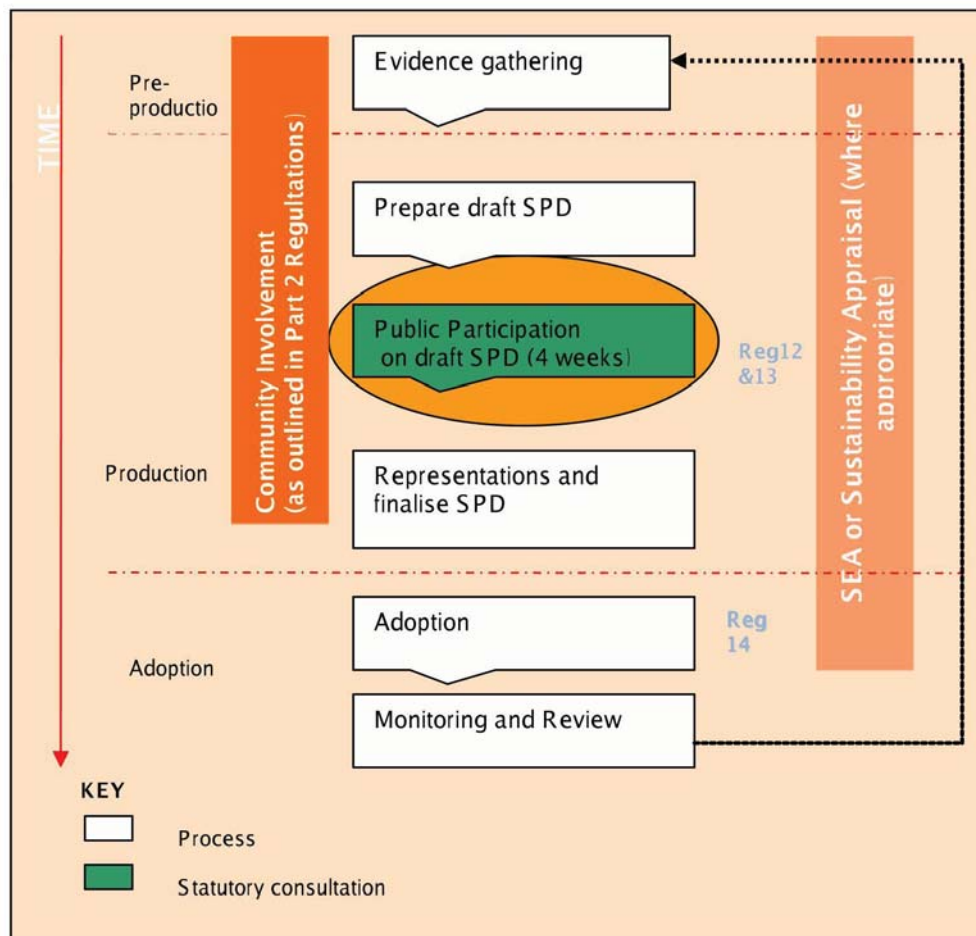 TIME
Pre-
productio
Community Involvement
(as outlined in Part 2 Regultations)
Evidence gathering
SEA or Sustainability Appraisal (where
appropriate)
Prepare draft SPD
Public Participation
on draft SPD (4 weeks)
Reg12
&13
Production
Representations and
finalise SPD
Adoption
Adoption
Reg
14
Monitoring and Review
KEY
Process
Statutory consultation